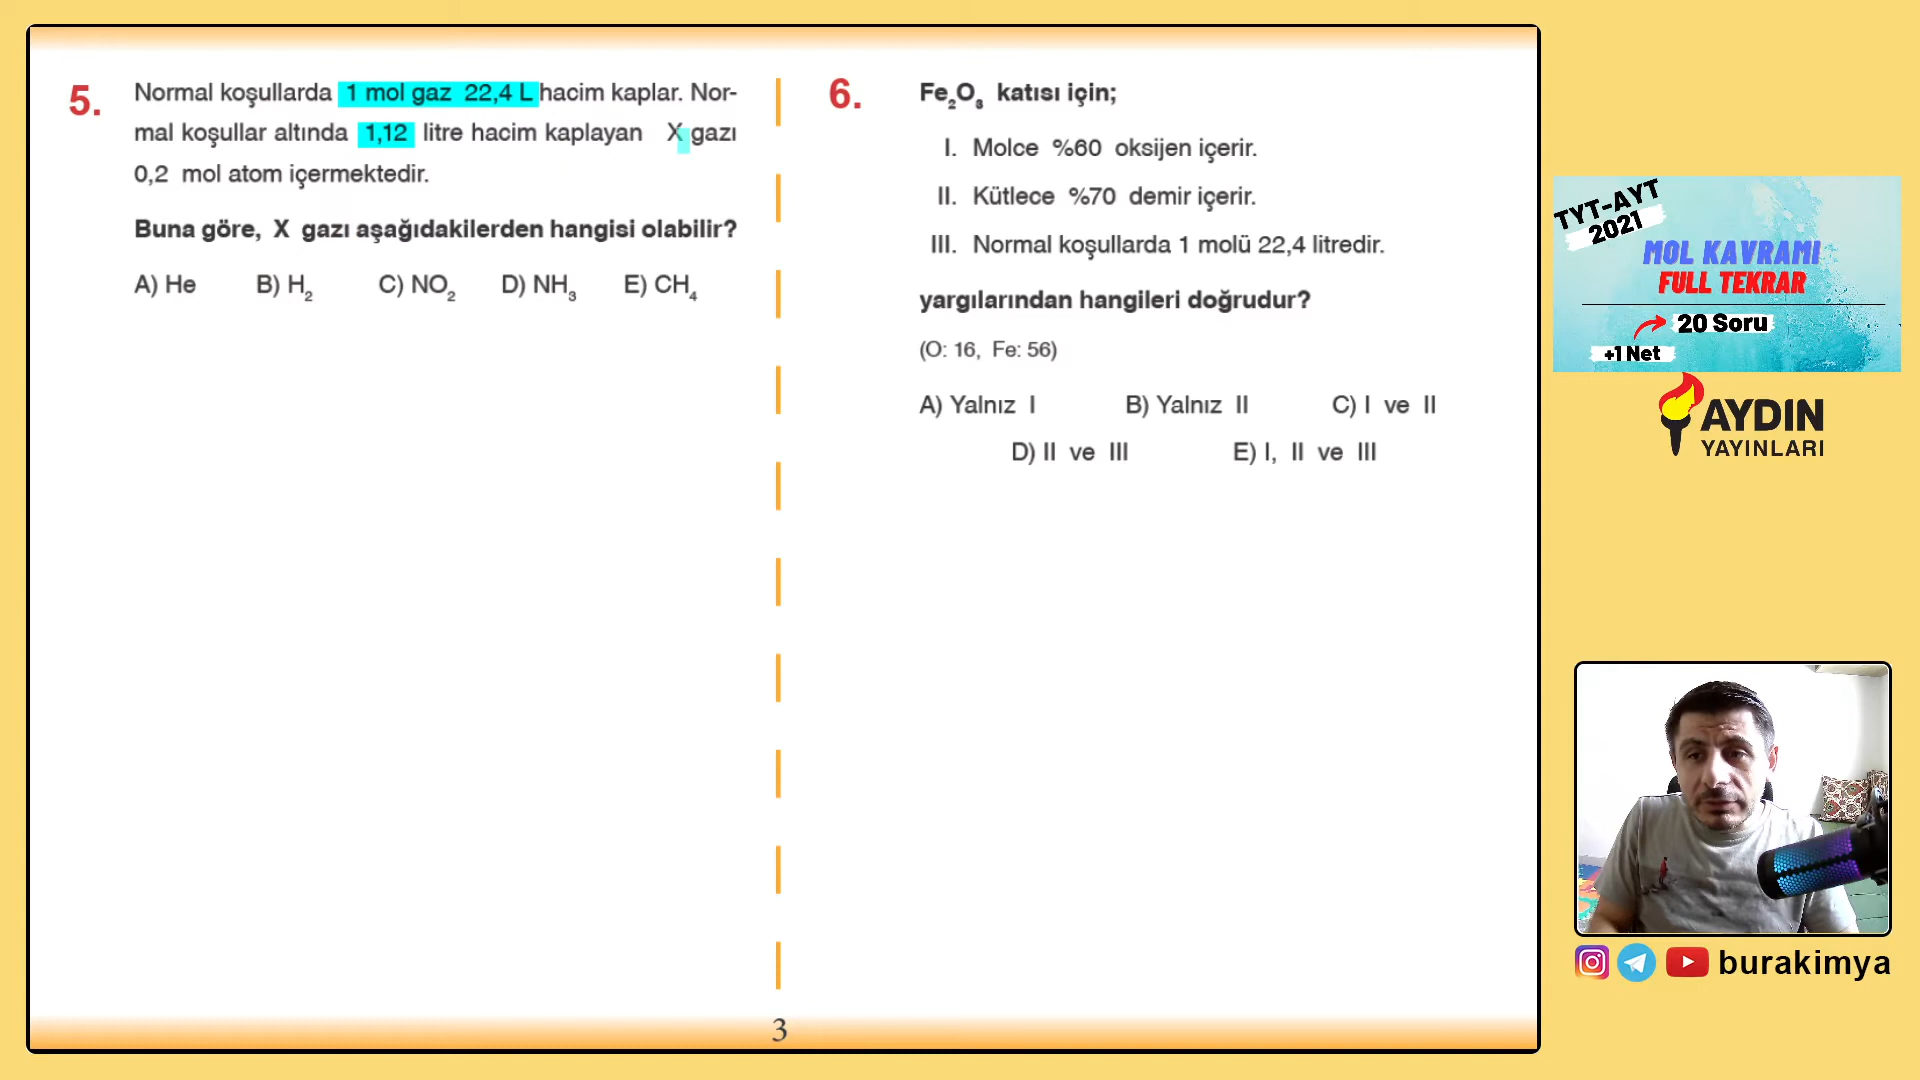 5. Normal koşullarda 1 mol gaz 22,4 L hacim kaplar. Nor-
mal koşullar altında 1,12 litre hacim kaplayan X gazı
0,2 mol atom içermektedir.
Buna göre, X gazı aşağıdakilerden hangisi olabilir?
A) He B) H₂ C) NO₂ D) NH₃ E) CH₄
6. Fe₂O₃ katısı için;
I. Molce %60 oksijen içerir.
II. Kütlece %70 demir içerir.
III. Normal koşullarda 1 molü 22,4 litredir.
yargılarından hangileri doğrudur?
(O: 16, Fe: 56)
A) Yalnız I B) Yalnız II C) I ve II
D) II ve III E) I, II ve III
3
TYT-AYT
2021
MOL KAVRAMI
FULL TEKRAR
20 Soru
+1 Net
AYDIN
YAYINLARI
burakimya